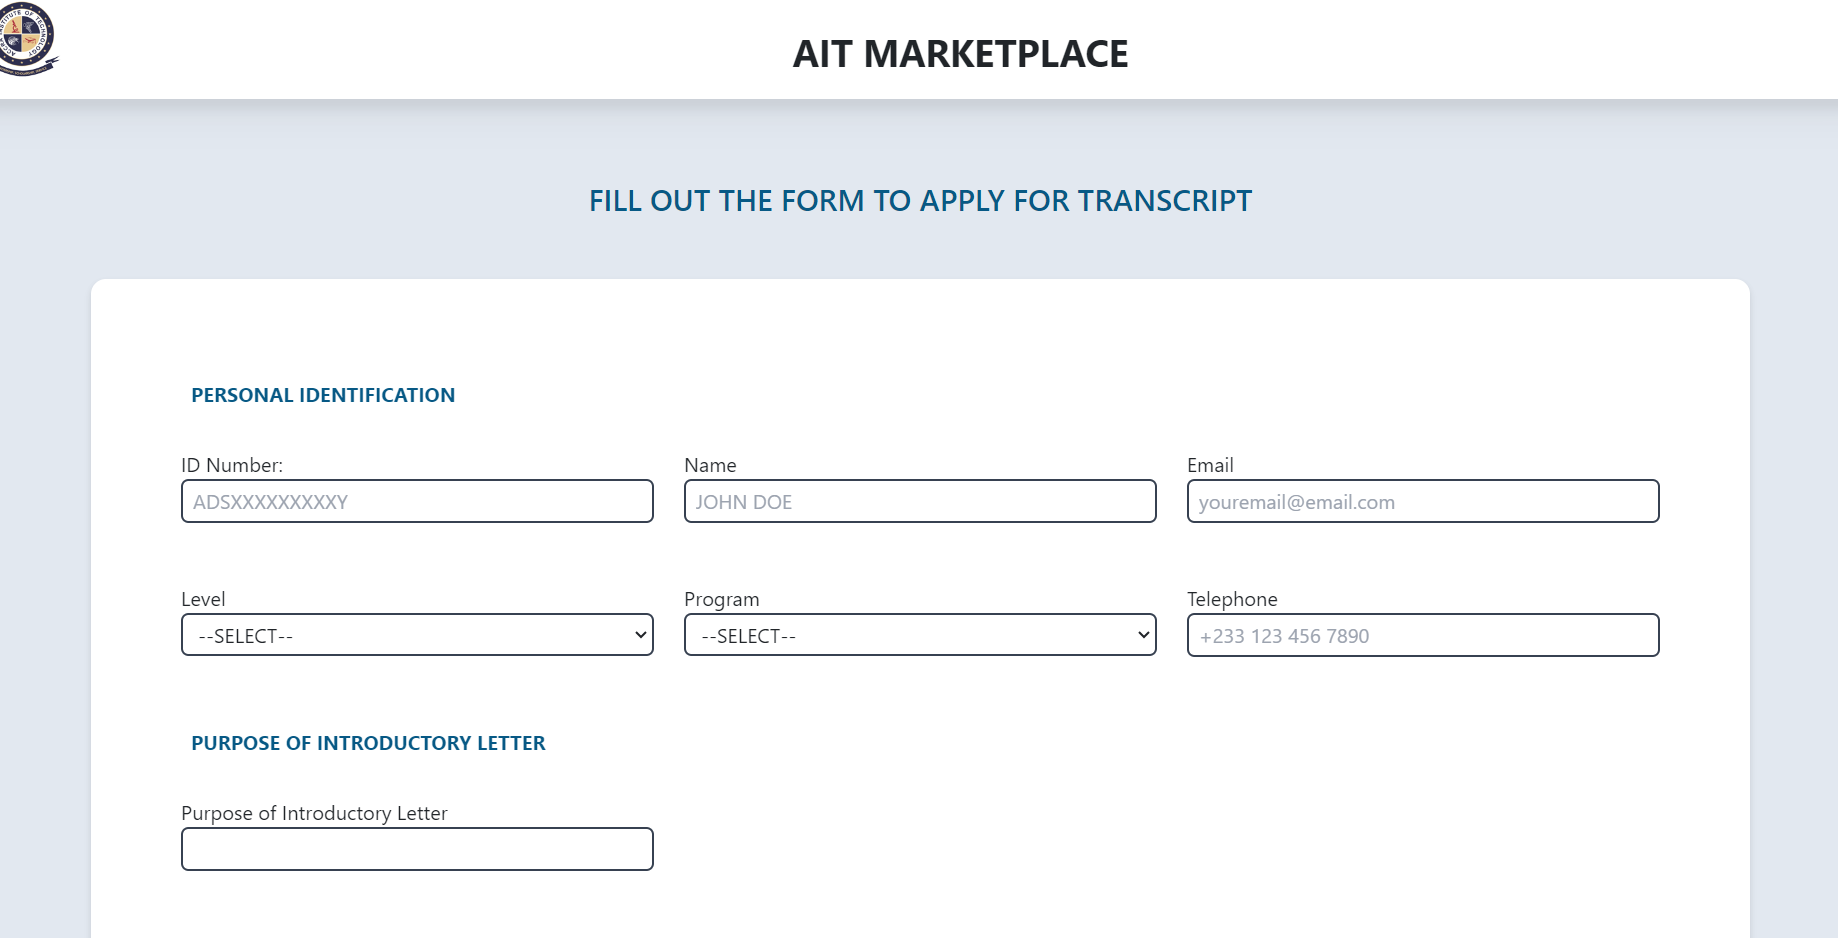 AIT MARKETPLACE
FILL OUT THE FORM TO APPLY FOR TRANSCRIPT
PERSONAL IDENTIFICATION
ID Number:
Name
Email
ADSXXXXXXXXXY
JOHN DOE
youremail@email.com
Level
Program
Telephone
--SELECT--
--SELECT--
+233 123 456 7890
PURPOSE OF INTRODUCTORY LETTER
Purpose of Introductory Letter